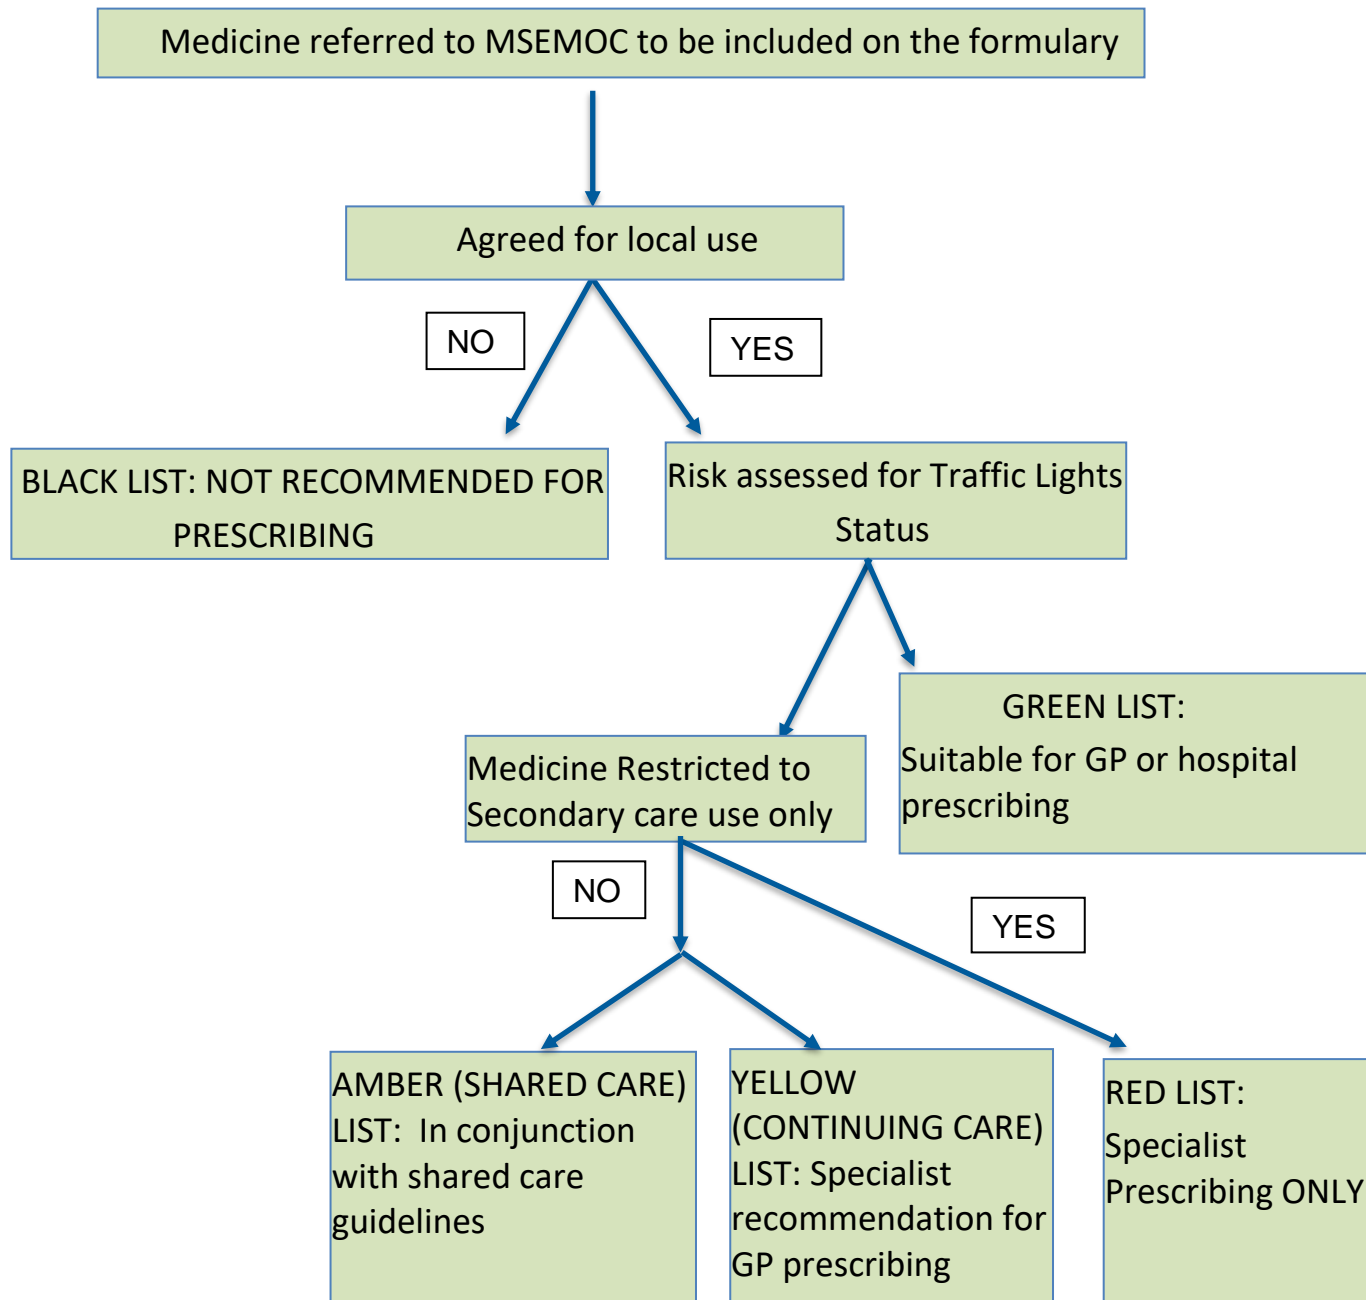 Medicine referred to MSEMOC to be included on the formulary
Agreed for local use
NO
YES
BLACK LIST: NOT RECOMMENDED FOR
PRESCRIBING
Risk assessed for Traffic Lights
Status
GREEN LIST:
Suitable for GP or hospital
prescribing
Medicine Restricted to
Secondary care use only
NO
YES
AMBER (SHARED CARE)
LIST: In conjunction
with shared care
guidelines
YELLOW
(CONTINUING CARE)
LIST: Specialist
recommendation for
GP prescribing
RED LIST:
Specialist
Prescribing ONLY